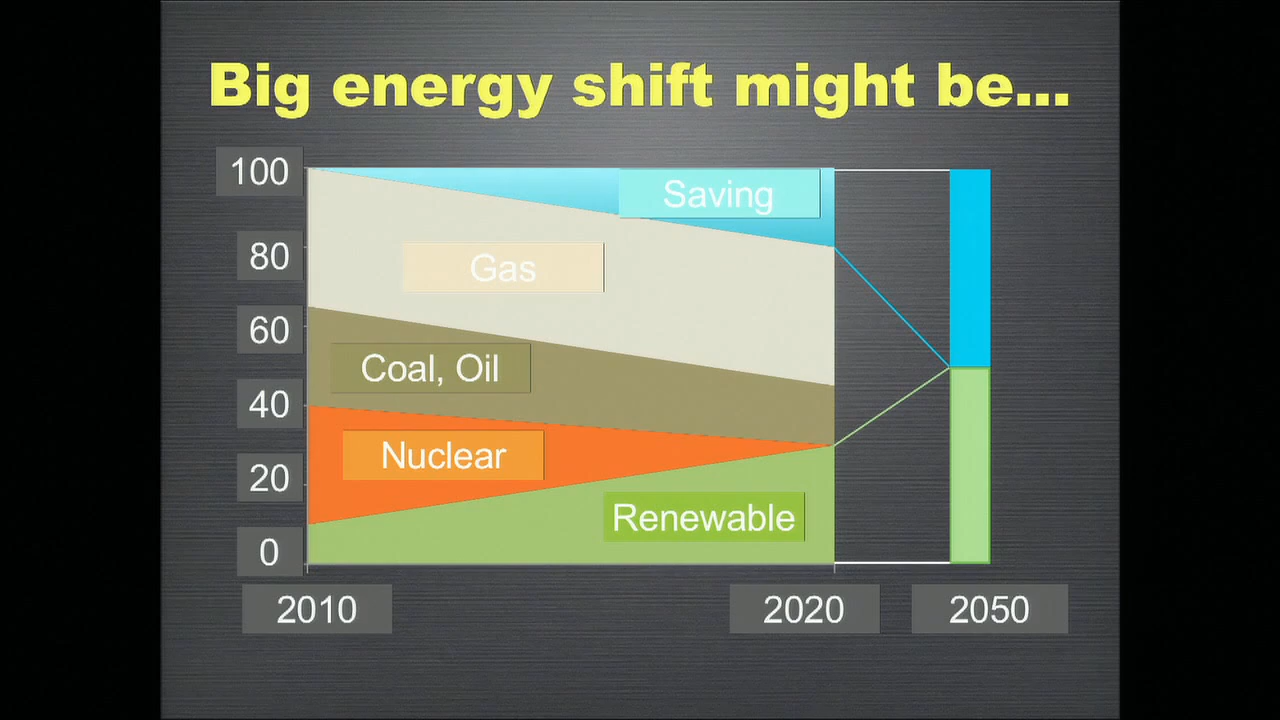 Big energy shift might be...
100
80
60
40
20
0
Saving
Gas
Coal, Oil
Nuclear
Renewable
2010
2020
2050